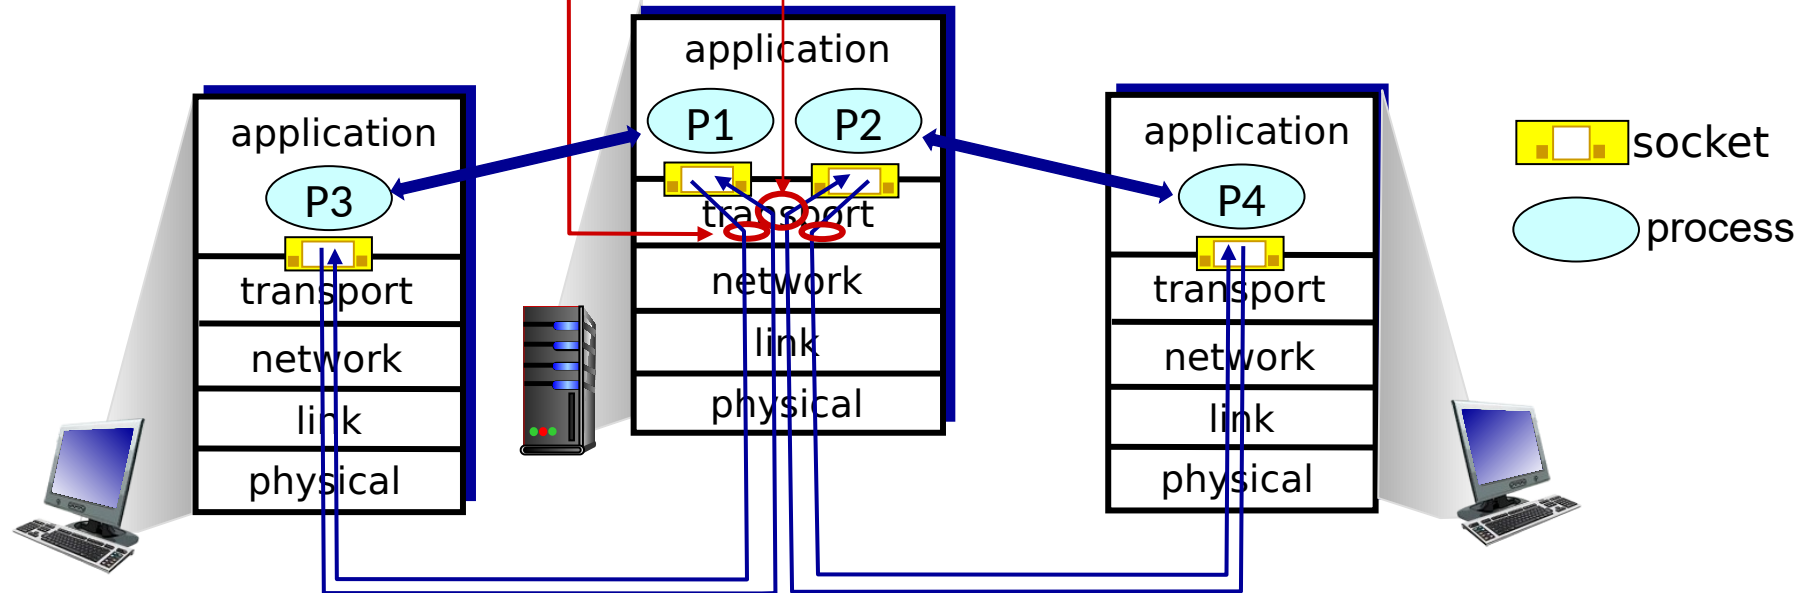 application
P3
transport
network
link
physical
application
P1 P2
transport
network
link
physical
application
P4
transport
network
link
physical
socket
process